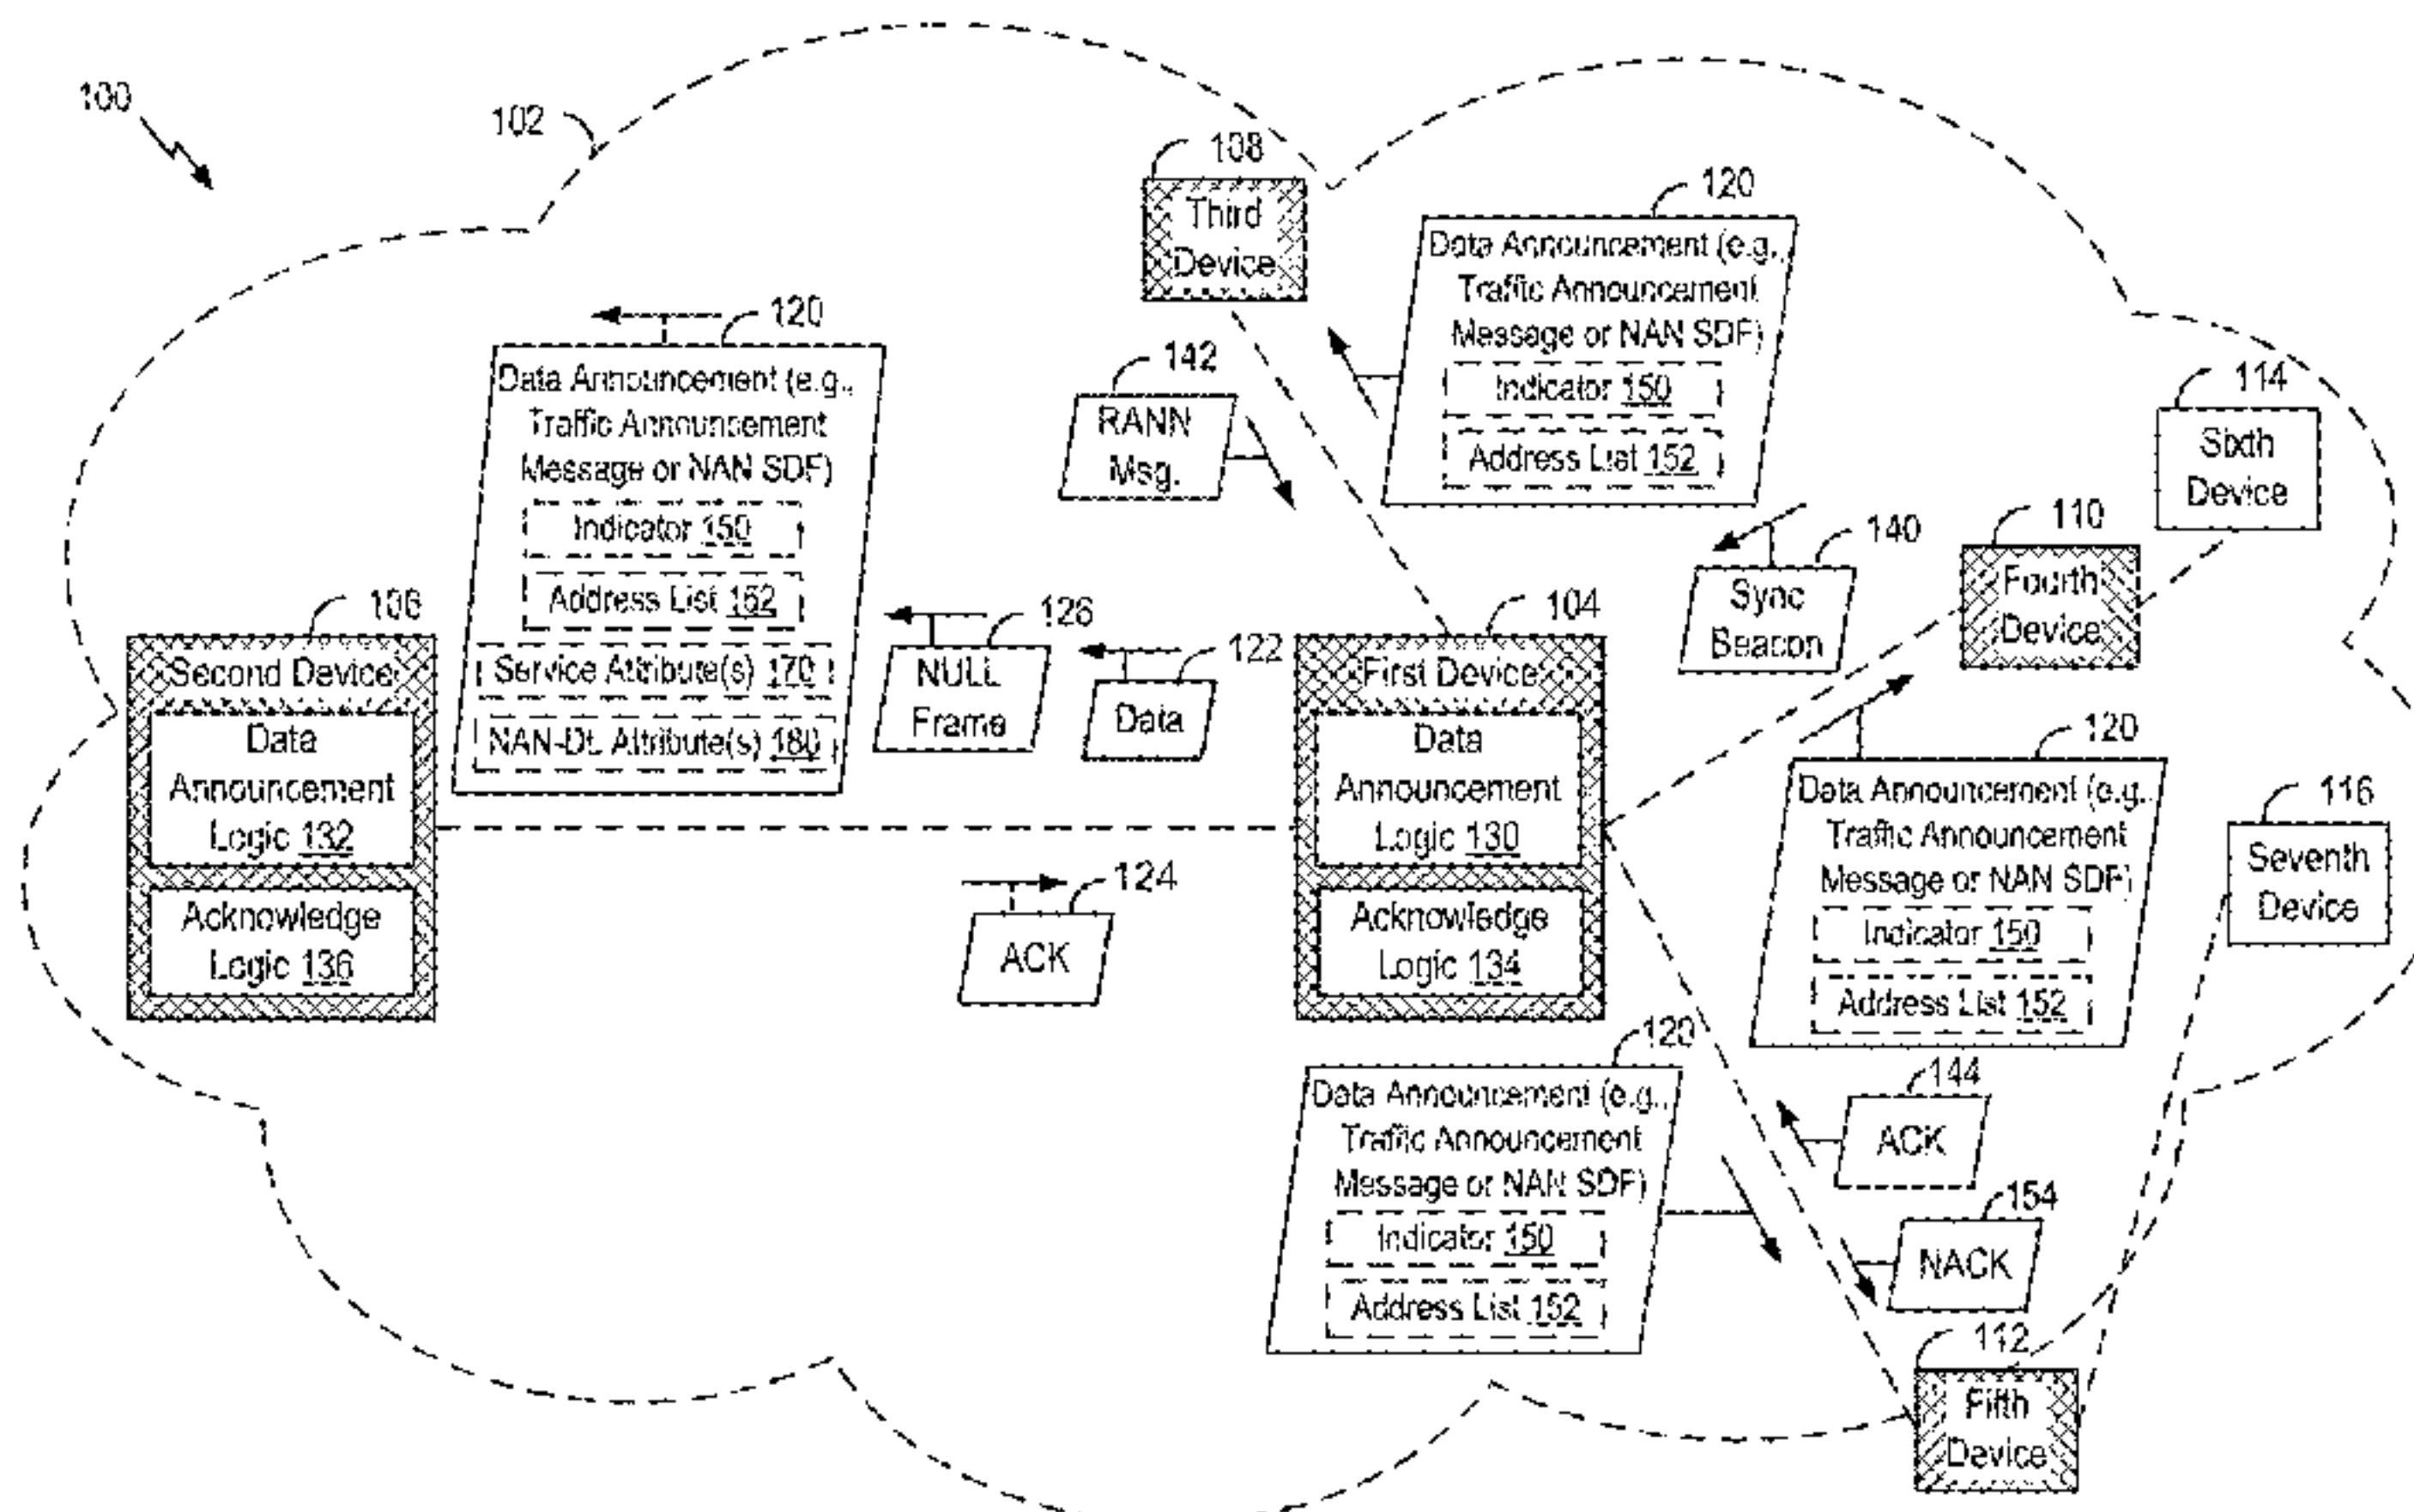 100
102
108
Third
Device
120
Data Announcement (e.g.,
Traffic Announcement
Message or NAN SDF)
Indicator 150
Address List 152
142
RANN
Msg.
114
Sixth
Device
120
Data Announcement (e.g.,
Traffic Announcement
Message or NAN SDF)
Indicator 150
Address List 152
Service Attribute(s) 170
NAN-DL Attribute(s) 180
140
Sync
Beacon
110
Fourth
Device
106
Second Device
Data
Announcement
Logic 132
Acknowledge
Logic 136
126
NULL
Frame
122
Data
104
First Device
Data
Announcement
Logic 130
Acknowledge
Logic 134
124
ACK
120
Data Announcement (e.g.,
Traffic Announcement
Message or NAN SDF)
Indicator 150
Address List 152
116
Seventh
Device
120
Data Announcement (e.g.,
Traffic Announcement
Message or NAN SDF)
Indicator 150
Address List 152
144
ACK
154
NACK
112
Fifth
Device